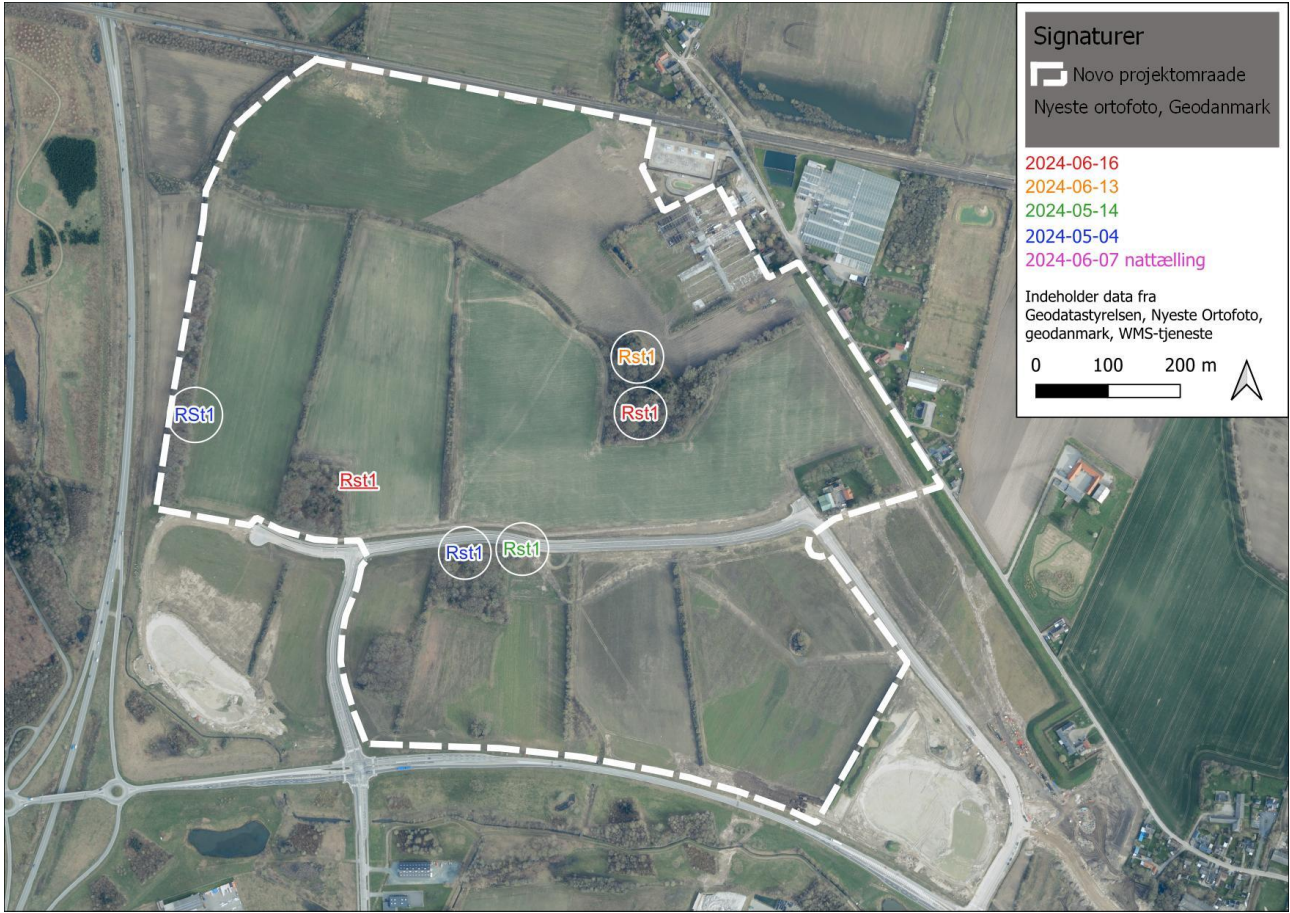 Signaturer
Novo projektomraade
Nyeste ortofoto, Geodanmark
2024-06-16
2024-06-13
2024-05-14
2024-05-04
2024-06-07 nattælling
Indeholder data fra
Geodatastyrelsen, Nyeste Ortofoto,
geodanmark, WMS-tjeneste
0 100 200 m
Rst1
RSt1
Rst1
Rst1
Rst1
Rst1